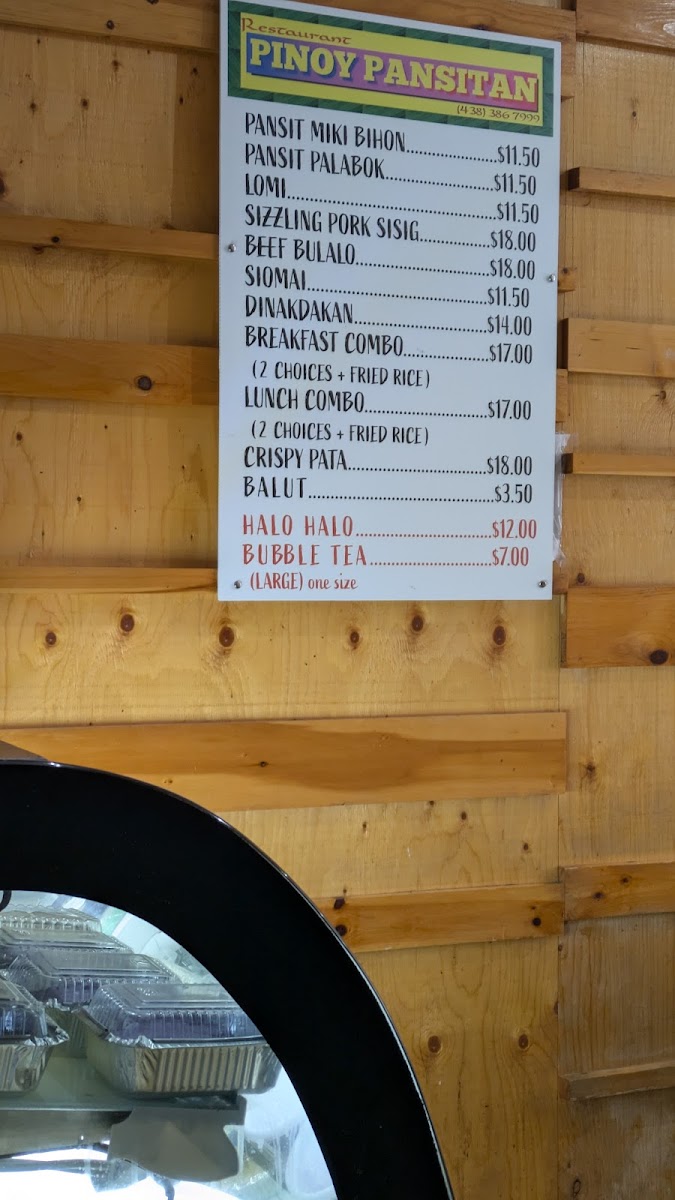 Restaurant
PINOY PANSITAN
(438) 386 7999
PANSIT MIKI BIHON....................$11.50
PANSIT PALABOK........................$11.50
LOMI.............................................$11.50
SIZZLING PORK SISIG...............$18.00
BEEF BULALO.............................$18.00
SIOMAI.......................................$11.50
DINAKDAKAN.............................$14.00
BREAKFAST COMBO...................$17.00
(2 CHOICES + FRIED RICE)
LUNCH COMBO...........................$17.00
(2 CHOICES + FRIED RICE)
CRISPY PATA..............................$18.00
BALUT........................................$3.50
HALO HALO..............................$12.00
BUBBLE TEA...........................$7.00
(LARGE) one size